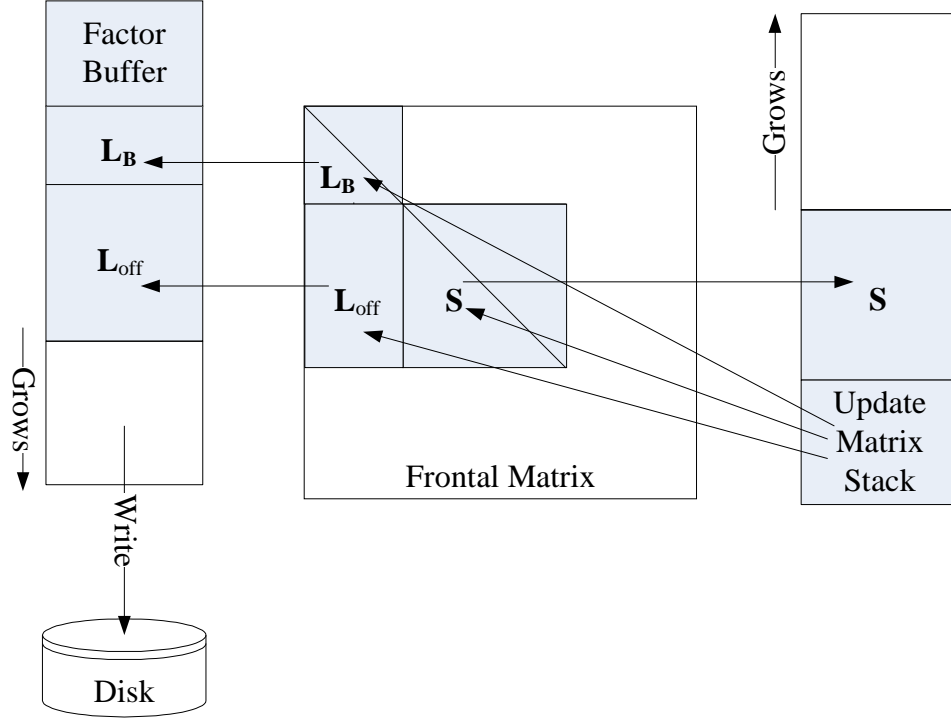 Factor
Buffer
L_B
L_off
Grows
Write
Disk
L_B
L_off
S
Frontal Matrix
Grows
S
Update
Matrix
Stack